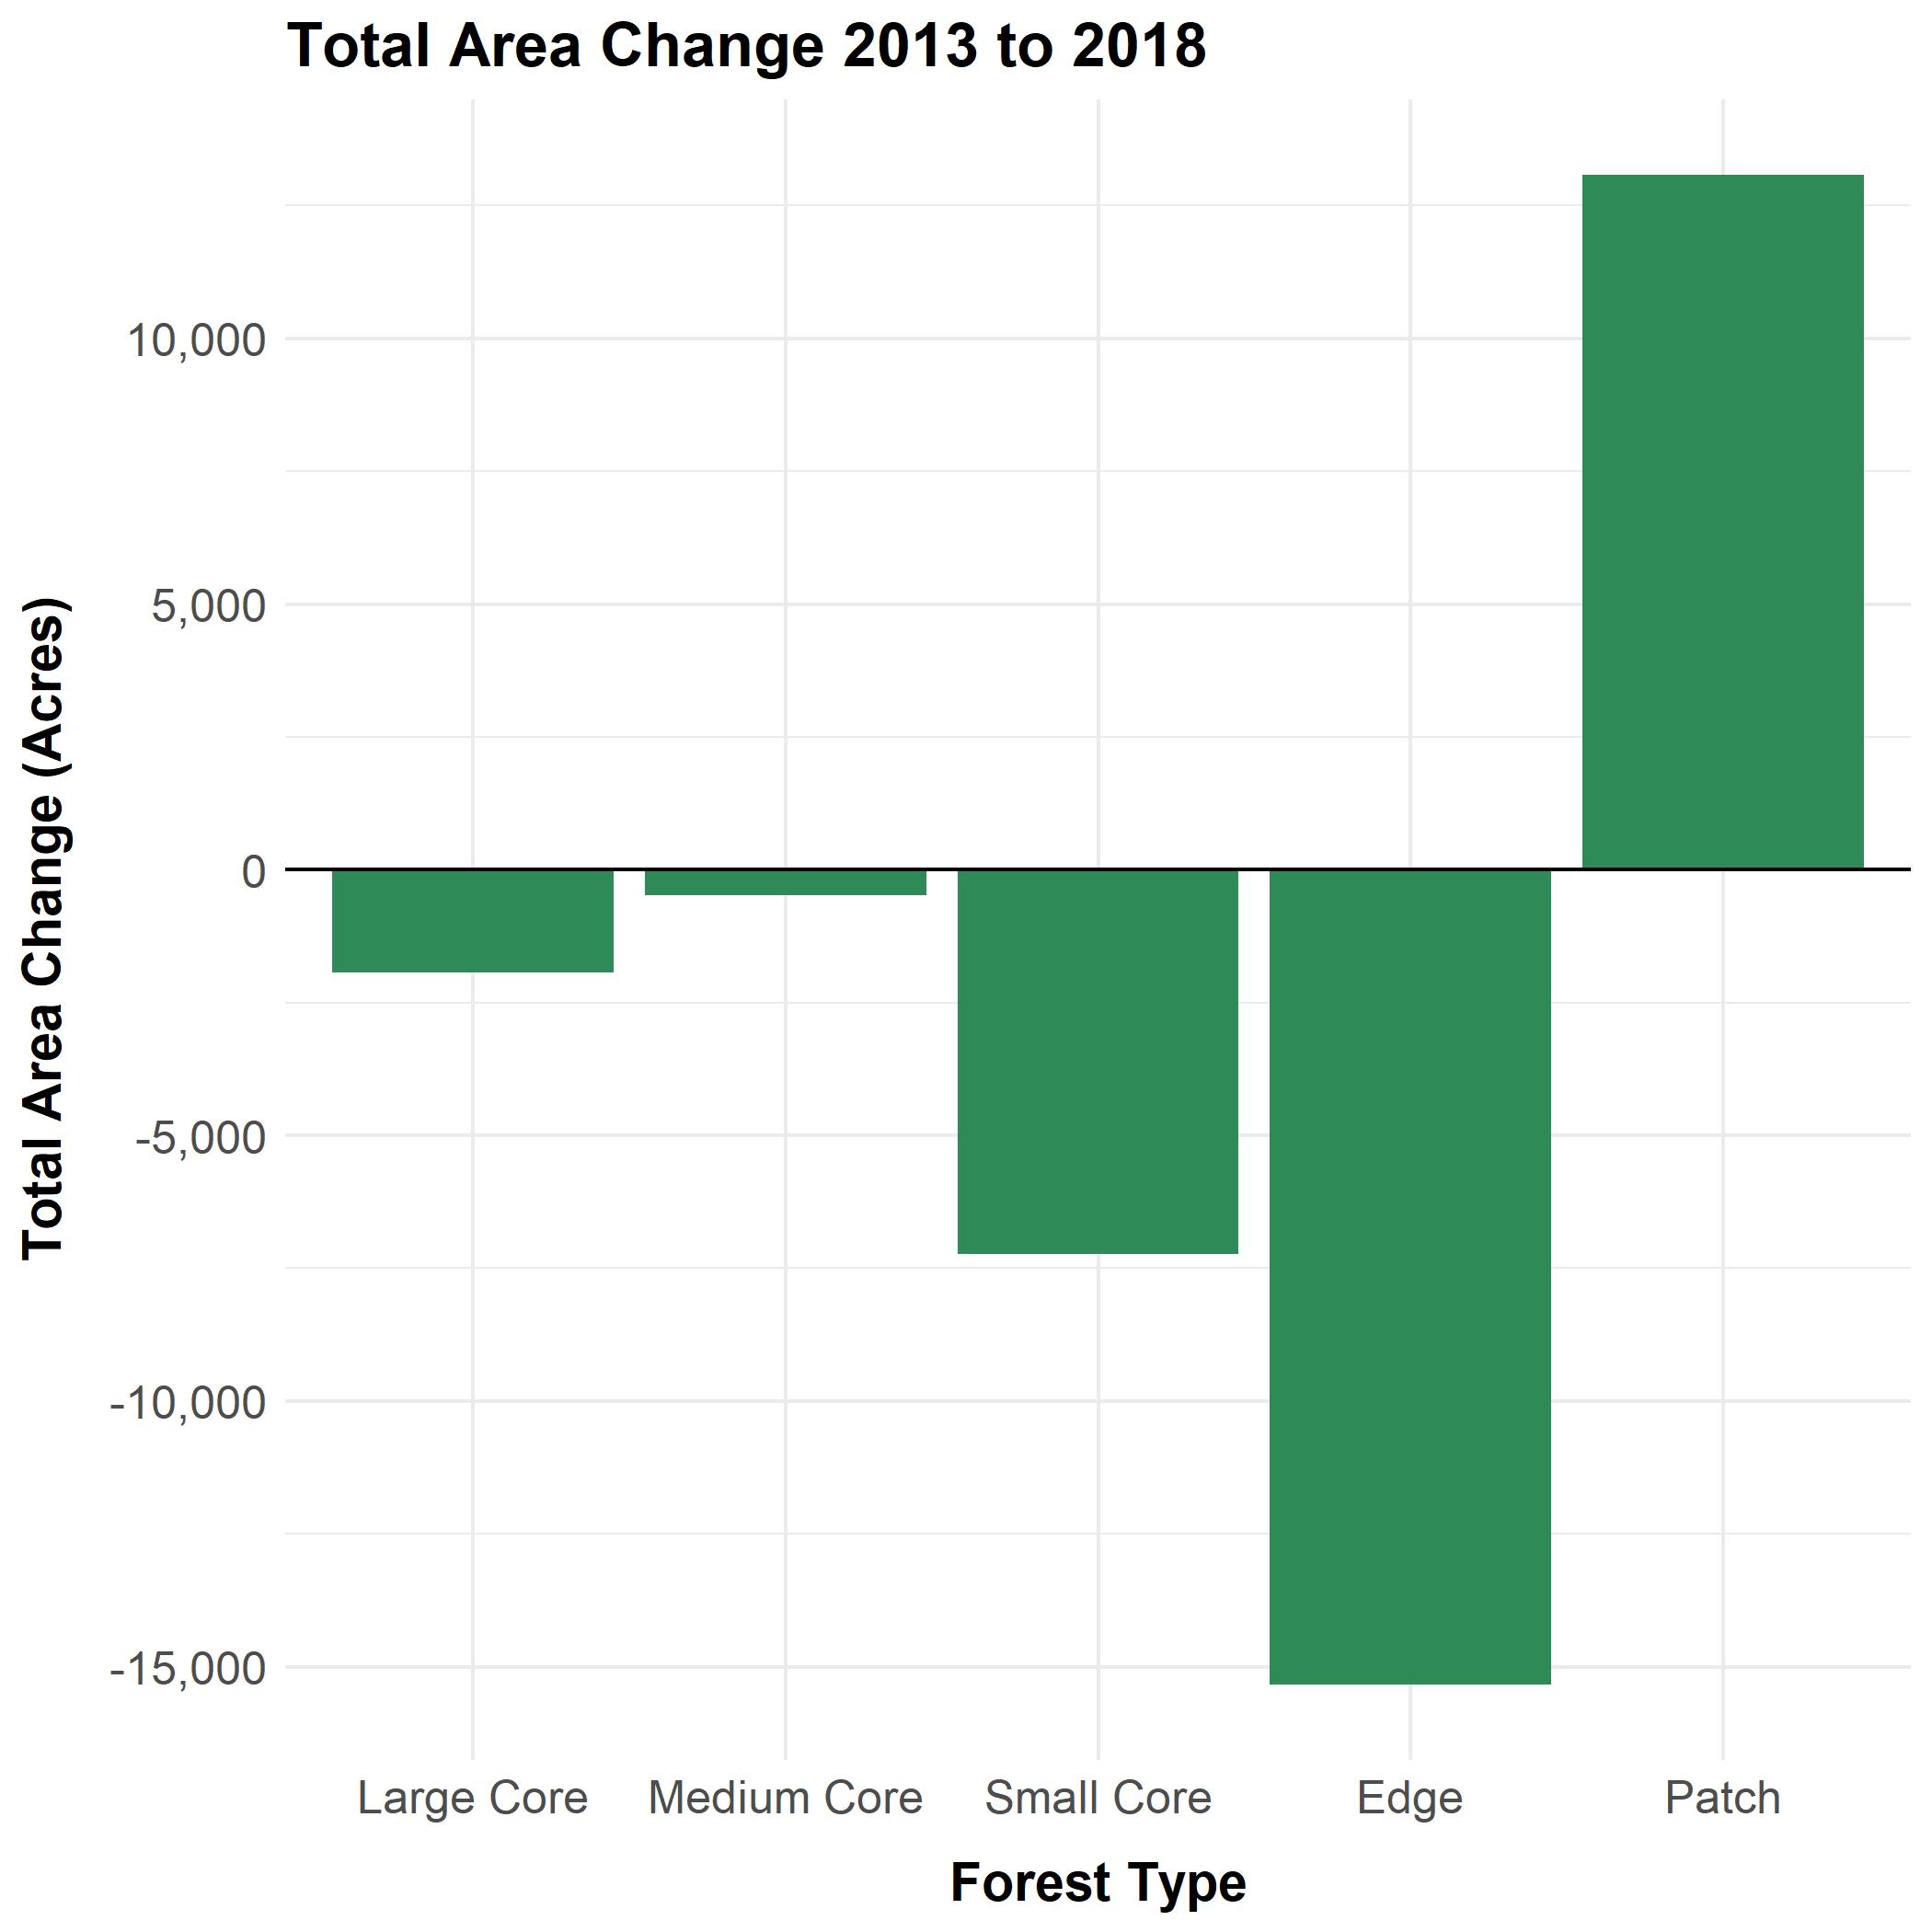 Total Area Change 2013 to 2018
Total Area Change (Acres)
10,000
5,000
0
-5,000
-10,000
-15,000
Large Core
Medium Core
Small Core
Edge
Patch
Forest Type